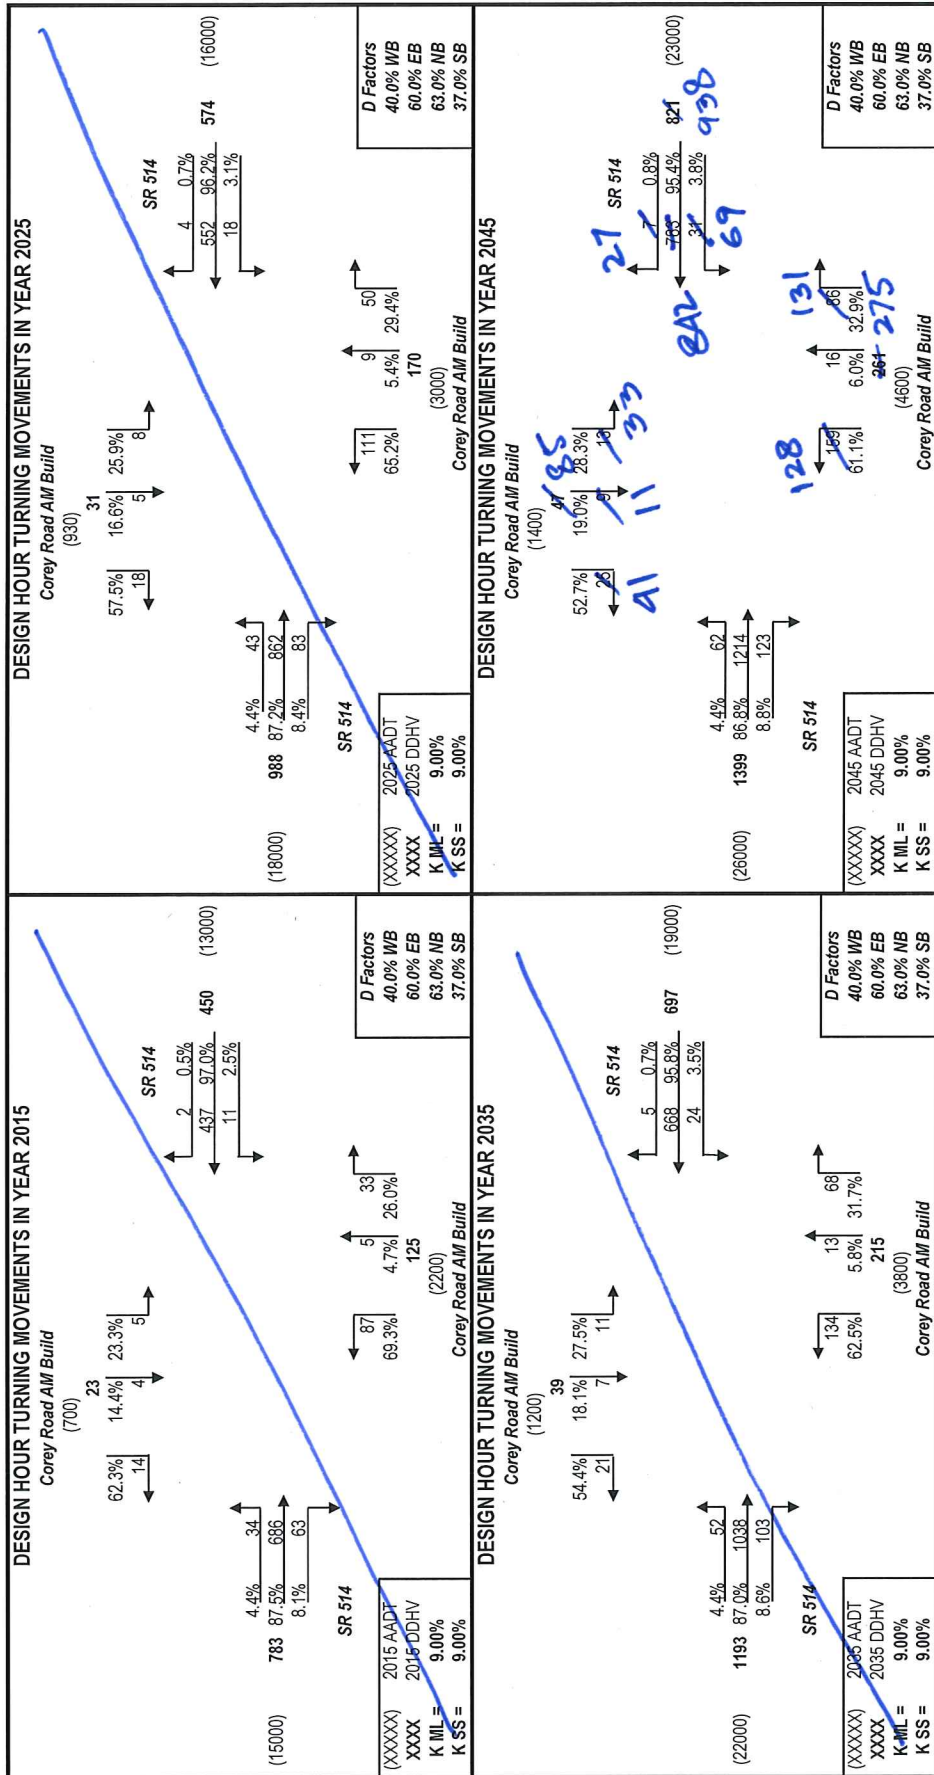 DESIGN HOUR TURNING MOVEMENTS IN YEAR 2015
Corey Road AM Build
(700)
23
62.3% 14.4% 23.3%
14 4 5
SR 514
2 0.5%
437 97.0%
11 2.5%
450
(13000)
4.4% 34
783 87.5% 686
8.1% 63
(15000)
SR 514
87 5 33
69.3% 4.7% 26.0%
125
(2200)
Corey Road AM Build
(XXXXX) 2015 AADT
XXXX 2015 DDHV
K ML = 9.00%
K SS = 9.00%
D Factors
40.0% WB
60.0% EB
63.0% NB
37.0% SB
DESIGN HOUR TURNING MOVEMENTS IN YEAR 2025
Corey Road AM Build
(930)
31
57.5% 16.6% 25.9%
18 5 8
SR 514
4 0.7%
552 96.2%
18 3.1%
574
(16000)
4.4% 43
988 87.2% 862
8.4% 83
(18000)
SR 514
111 9 50
65.2% 5.4% 29.4%
170
(3000)
Corey Road AM Build
(XXXXX) 2025 AADT
XXXX 2025 DDHV
K ML = 9.00%
K SS = 9.00%
D Factors
40.0% WB
60.0% EB
63.0% NB
37.0% SB
DESIGN HOUR TURNING MOVEMENTS IN YEAR 2035
Corey Road AM Build
(1200)
39
54.4% 18.1% 27.5%
21 7 11
SR 514
5 0.7%
668 95.8%
24 3.5%
697
(19000)
4.4% 52
1193 87.0% 1038
8.6% 103
(22000)
SR 514
134 13 68
62.5% 5.8% 31.7%
215
(3800)
Corey Road AM Build
(XXXXX) 2035 AADT
XXXX 2035 DDHV
K ML = 9.00%
K SS = 9.00%
D Factors
40.0% WB
60.0% EB
63.0% NB
37.0% SB
DESIGN HOUR TURNING MOVEMENTS IN YEAR 2045
Corey Road AM Build
(1400)
47 85
52.7% 19.0% 28.3%
25 9 13
41 11 33
SR 514
27
7 0.8%
842 783 95.4%
31 3.8%
69
821
938
(23000)
4.4% 62
1399 86.8% 1214
8.8% 123
(26000)
SR 514
128 131
159 16 86
61.1% 6.0% 32.9%
261 275
(4600)
Corey Road AM Build
(XXXXX) 2045 AADT
XXXX 2045 DDHV
K ML = 9.00%
K SS = 9.00%
D Factors
40.0% WB
60.0% EB
63.0% NB
37.0% SB